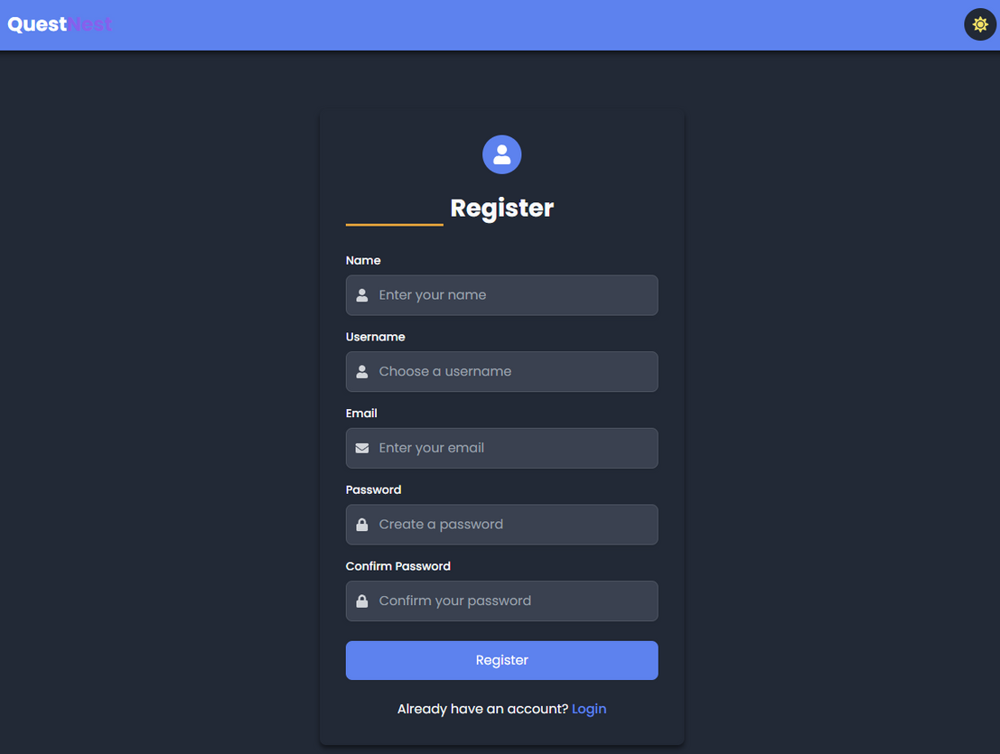 QuestNest
Register
Name
Enter your name
Username
Choose a username
Email
Enter your email
Password
Create a password
Confirm Password
Confirm your password
Register
Already have an account? Login